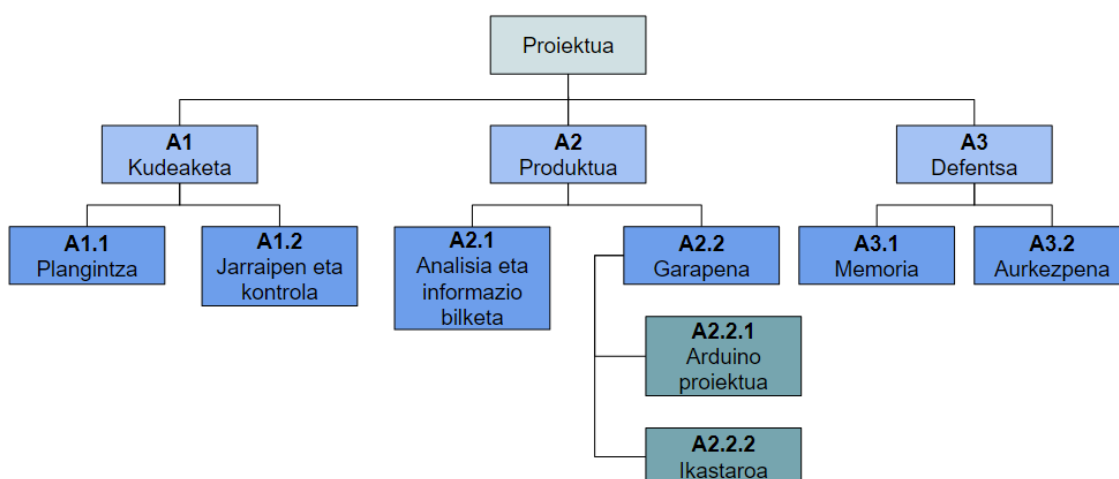 Proiektua
A1
Kudeaketa
A2
Produktua
A3
Defentsa
A1.1
Plangintza
A1.2
Jarraipen eta
kontrola
A2.1
Analisia eta
informazio
bilketa
A2.2
Garapena
A3.1
Memoria
A3.2
Aurkezpena
A2.2.1
Arduino
proiektua
A2.2.2
Ikastaroa